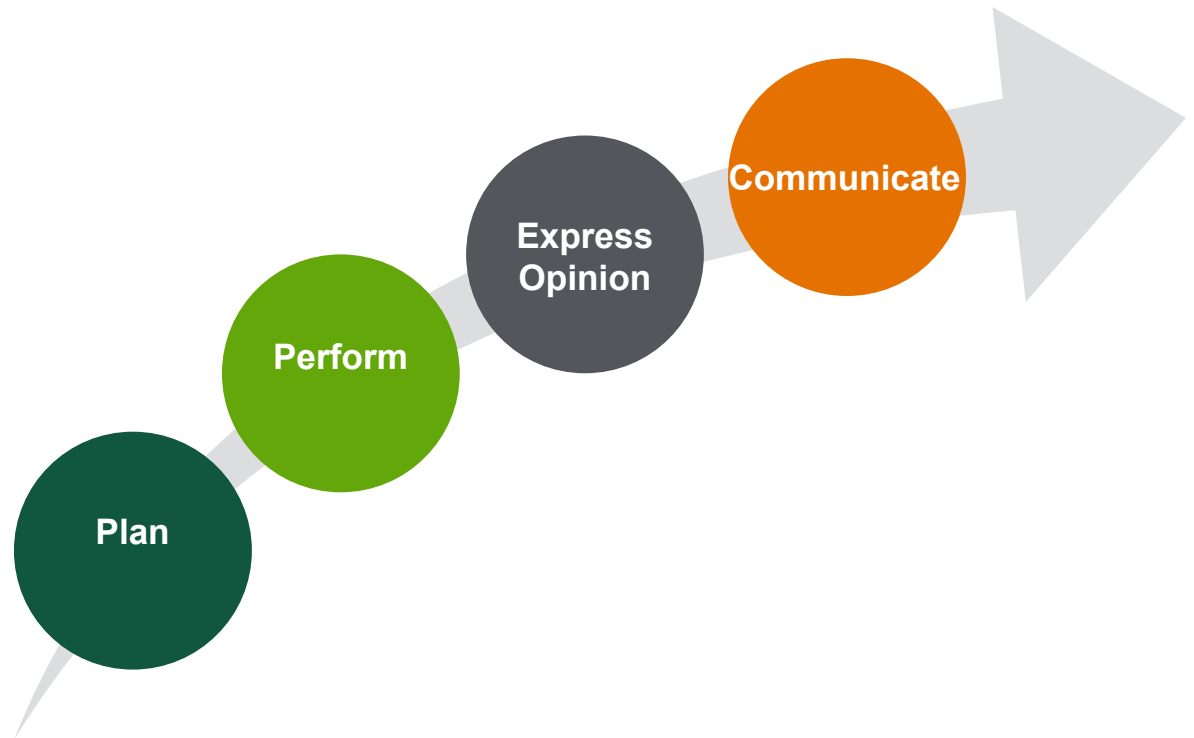 Plan
Perform
Express
Opinion
Communicate